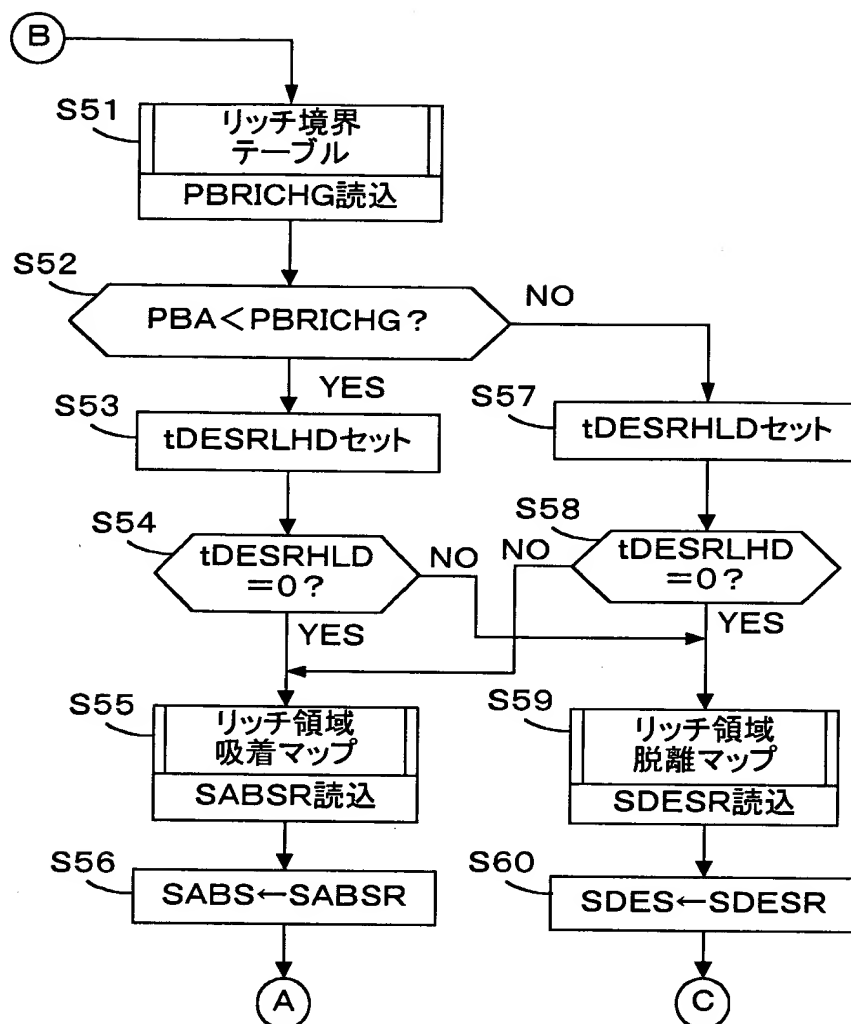 B
S51
リッチ境界
テーブル
PBRICHG読込
S52
PBA<PBRICHG?
NO
YES
S53
tDESRLHDセット
S57
tDESRHLDセット
S54
tDESRHLD
=0?
NO
YES
S58
tDESRLHD
=0?
NO
YES
S55
リッチ領域
吸着マップ
SABSR読込
S59
リッチ領域
脱離マップ
SDESR読込
S56
SABS←SABSR
S60
SDES←SDESR
A
C